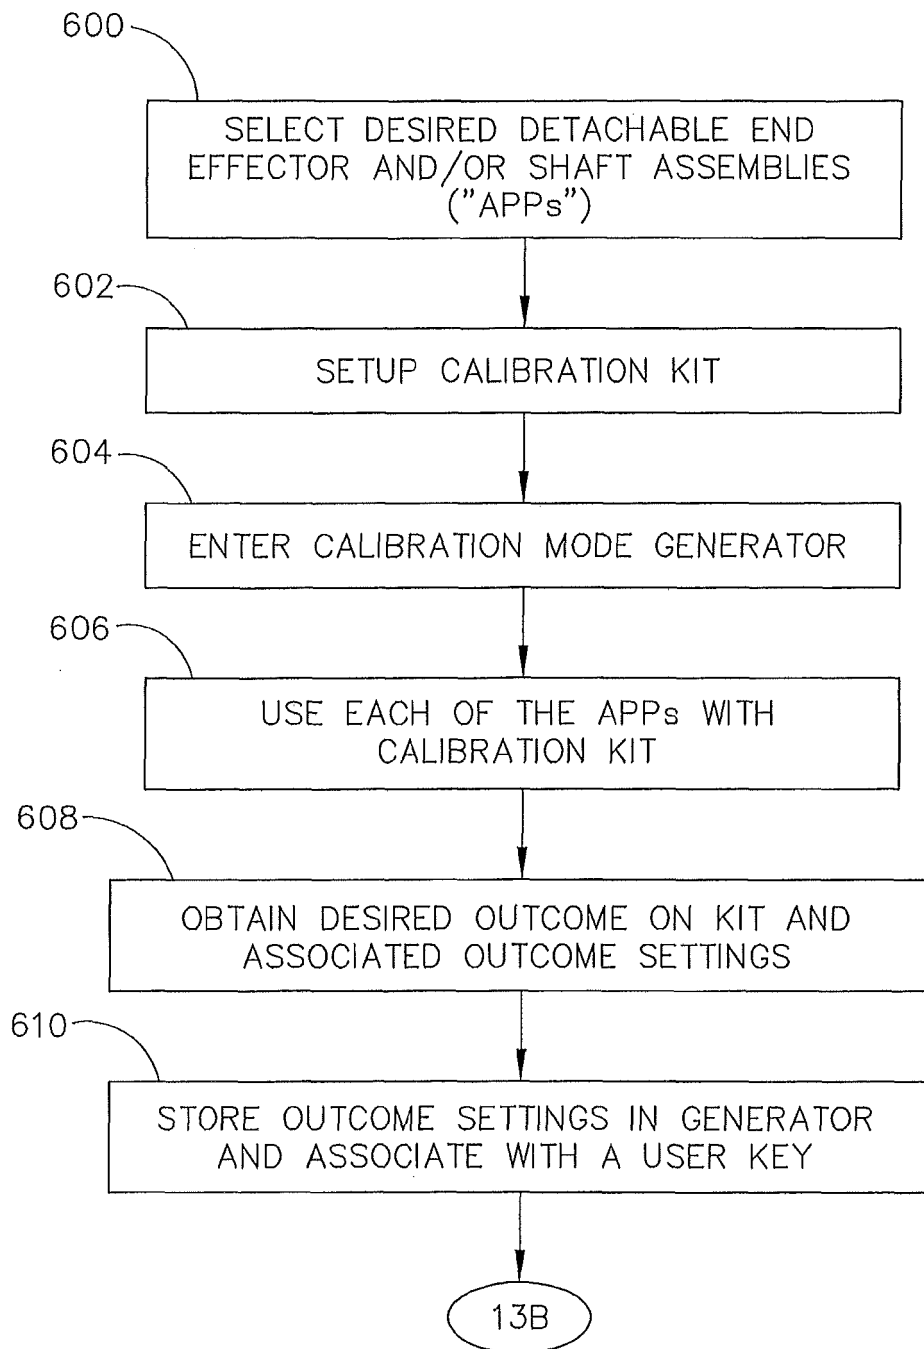 600
SELECT DESIRED DETACHABLE END
EFFECTOR AND/OR SHAFT ASSEMBLIES
("APPs")
602
SETUP CALIBRATION KIT
604
ENTER CALIBRATION MODE GENERATOR
606
USE EACH OF THE APPs WITH
CALIBRATION KIT
608
OBTAIN DESIRED OUTCOME ON KIT AND
ASSOCIATED OUTCOME SETTINGS
610
STORE OUTCOME SETTINGS IN GENERATOR
AND ASSOCIATE WITH A USER KEY
13B